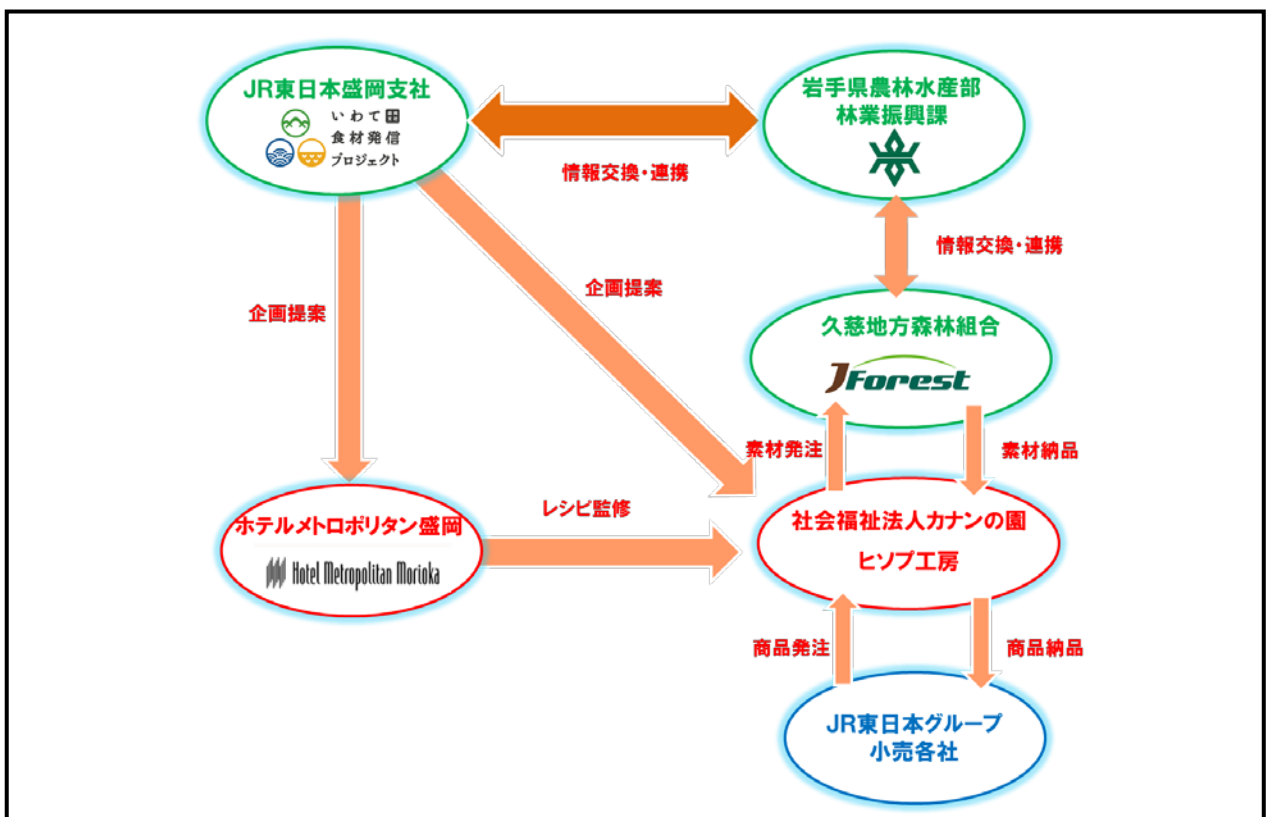 JR東日本盛岡支社
いわて
食材発信
プロジェクト
岩手県農林水産部
林業振興課
情報交換・連携
情報交換・連携
企画提案
企画提案
久慈地方森林組合
JForest
素材発注
素材納品
レシピ監修
ホテルメトロポリタン盛岡
Hotel Metropolitan Morioka
社会福祉法人カナンの園
ヒソプ工房
商品発注
商品納品
JR東日本グループ
小売各社